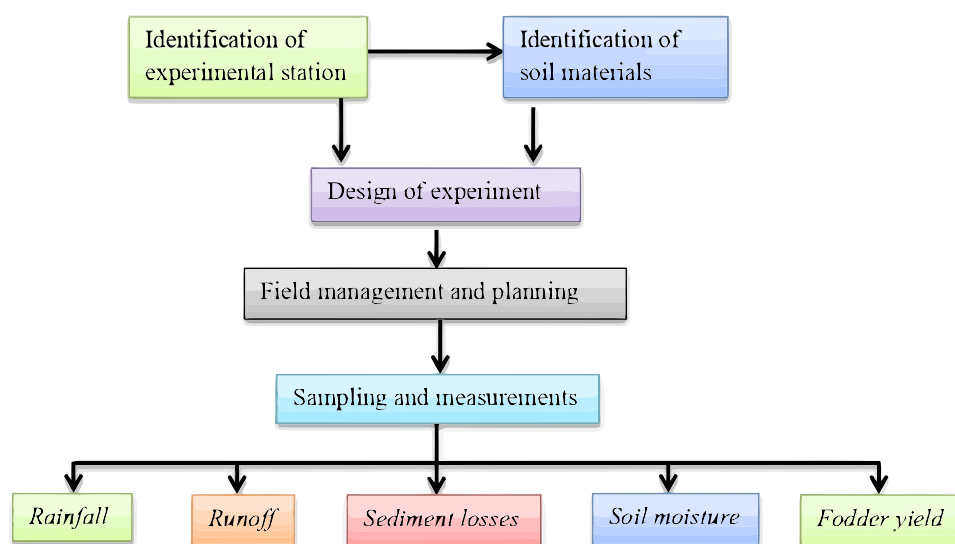 Identification of
experimental station
Identification of
soil materials
Design of experiment
Field management and planning
Sampling and measurements
Rainfall
Runoff
Sediment losses
Soil moisture
Fodder yield